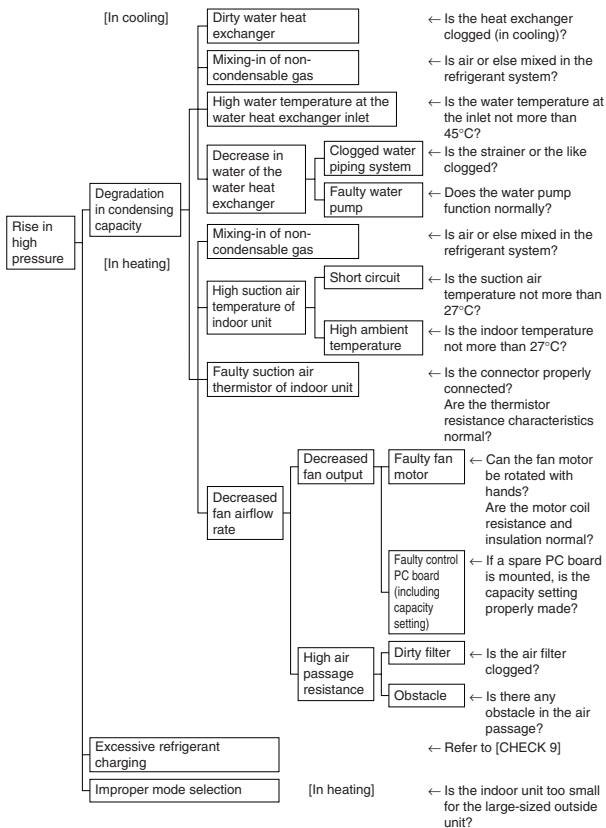 [In cooling]
Dirty water heat
exchanger
← Is the heat exchanger
clogged (in cooling)?
Mixing-in of non-
condensable gas
← Is air or else mixed in the
refrigerant system?
High water temperature at the
water heat exchanger inlet
← Is the water temperature at
the inlet not more than
45°C?
Decrease in
water of the
water heat
exchanger
Clogged water
piping system
← Is the strainer or the like
clogged?
Faulty water
pump
← Does the water pump
function normally?
Rise in
high
pressure
Degradation
in condensing
capacity
[In heating]
Mixing-in of non-
condensable gas
← Is air or else mixed in the
refrigerant system?
High suction air
temperature of
indoor unit
Short circuit
← Is the suction air
temperature not more than
27°C?
High ambient
temperature
← Is the indoor temperature
not more than 27°C?
Faulty suction air
thermistor of indoor unit
← Is the connector properly
connected?
Are the thermistor
resistance characteristics
normal?
Decreased
fan airflow
rate
Decreased
fan output
Faulty fan
motor
← Can the fan motor
be rotated with
hands?
Are the motor coil
resistance and
insulation normal?
Faulty control
PC board
(including
capacity
setting)
← If a spare PC board
is mounted, is the
capacity setting
properly made?
High air
passage
resistance
Dirty filter
← Is the air filter
clogged?
Obstacle
← Is there any
obstacle in the air
passage?
Excessive refrigerant
charging
← Refer to [CHECK 9]
Improper mode selection
[In heating]
← Is the indoor unit too small
for the large-sized outside
unit?